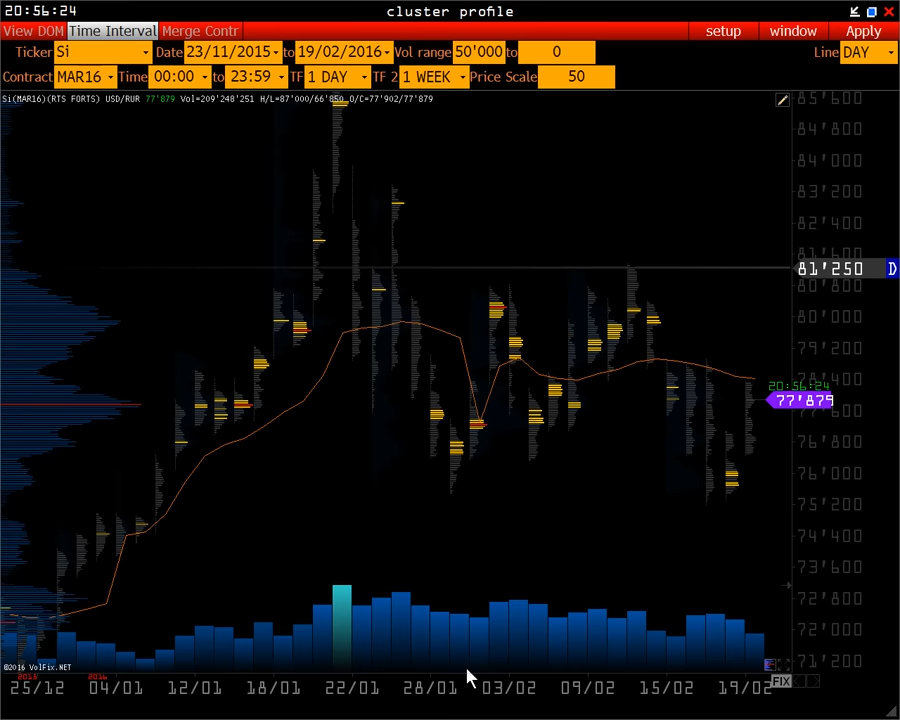 20:56:24 cluster profile
View DOM Time Interval Merge Contr setup window Apply
Ticker Si Date 23/11/2015 to 19/02/2016 Vol range 50'000 to 0 Line DAY
Contract MAR16 Time 00:00 to 23:59 TF 1 DAY TF 2 1 WEEK Price Scale 50
Si(MAR16)(RTS FORTS) USD/RUR 77'879 Vol=209'248'251 H/L=87'000/66'850 O/C=77'902/77'879
85'600
84'800
84'000
83'200
82'400
81'600
81'250 D
80'800
80'000
79'200
78'400
20:56:24
77'879
77'600
76'800
76'000
75'200
74'400
73'600
72'800
72'000
71'200
©2016 VolFix.NET
2015 2016
25/12 04/01 12/01 18/01 22/01 28/01 03/02 09/02 15/02 19/02 FIX